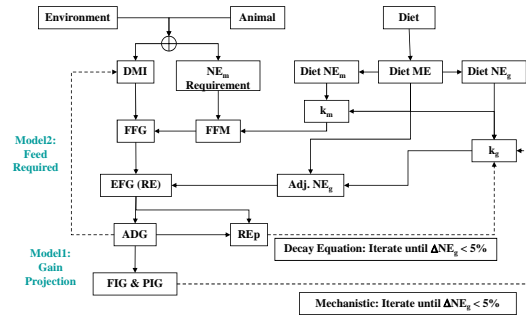 Environment
Animal
Diet
DMI
NEm
Requirement
Diet NEm
Diet ME
Diet NEg
km
FFG
FFM
Model2:
Feed
Required
kg
EFG (RE)
Adj. NEg
ADG
REp
Decay Equation: Iterate until ΔNEg < 5%
Model1:
Gain
Projection
FIG & PIG
Mechanistic: Iterate until ΔNEg < 5%